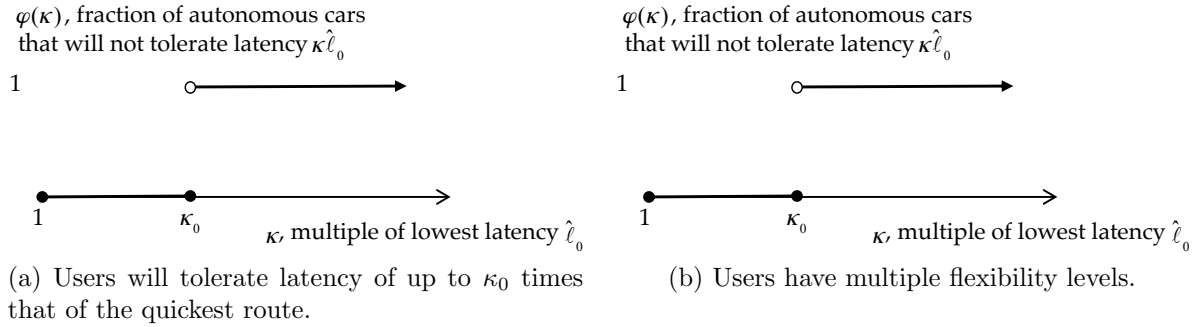 φ(κ), fraction of autonomous cars
that will not tolerate latency κℓ̂₀
1
1
κ₀
κ, multiple of lowest latency ℓ̂₀
(a) Users will tolerate latency of up to κ₀ times
that of the quickest route.
φ(κ), fraction of autonomous cars
that will not tolerate latency κℓ̂₀
1
1
κ₀
κ, multiple of lowest latency ℓ̂₀
(b) Users have multiple flexibility levels.